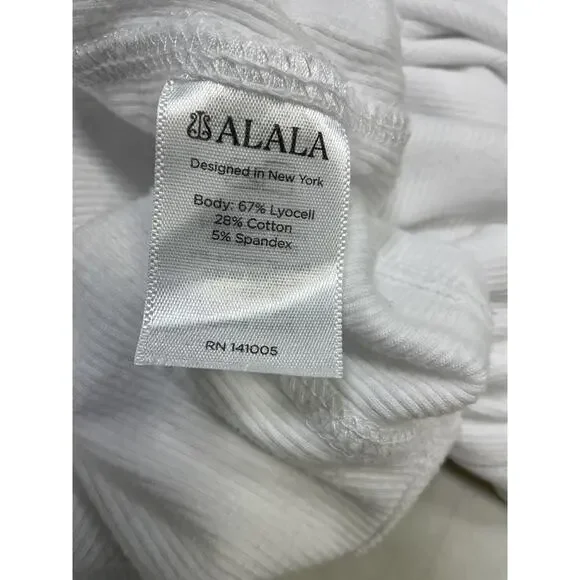 ALALA
Designed in New York
Body: 67% Lyocell
28% Cotton
5% Spandex
RN 141005